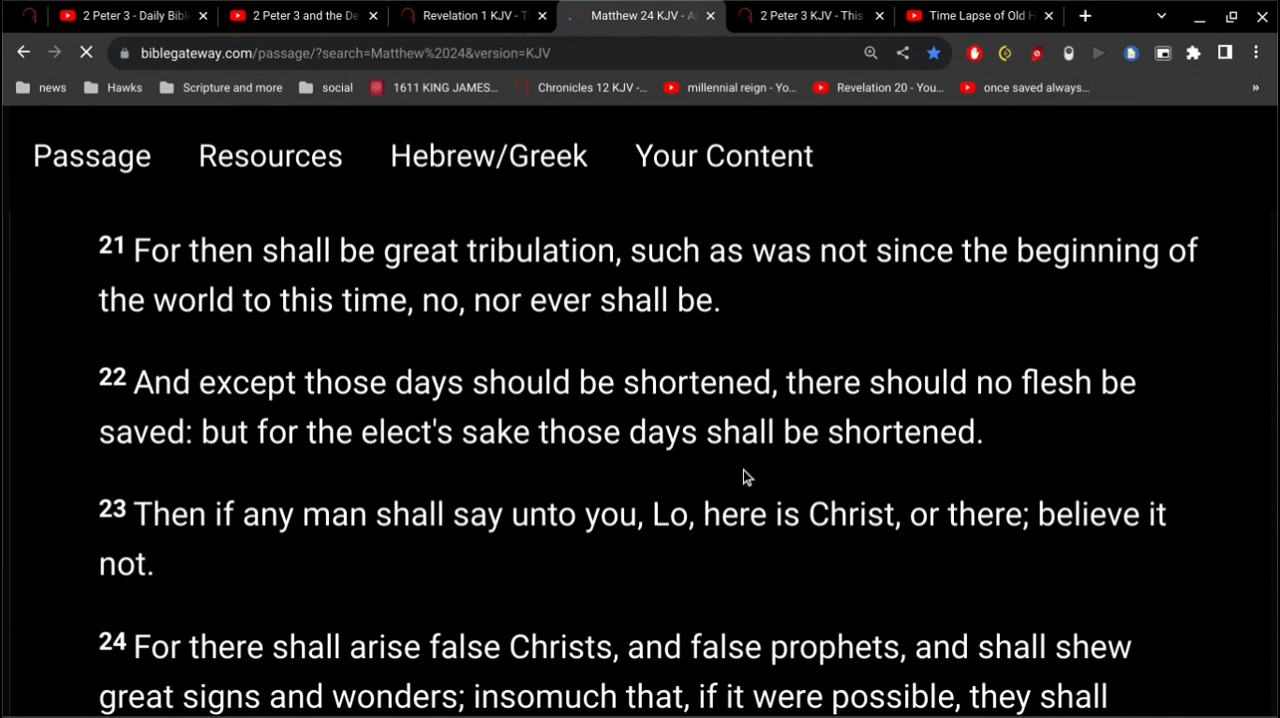 2 Peter 3 - Daily Bibl
2 Peter 3 and the De
Revelation 1 KJV - T
Matthew 24 KJV - A
2 Peter 3 KJV - This
Time Lapse of Old H
biblegateway.com/passage/?search=Matthew%2024&version=KJV
news
Hawks
Scripture and more
social
1611 KING JAMES...
Chronicles 12 KJV -...
millennial reign - Yo...
Revelation 20 - You...
once saved always...
»
Passage Resources Hebrew/Greek Your Content
21 For then shall be great tribulation, such as was not since the beginning of
the world to this time, no, nor ever shall be.
22 And except those days should be shortened, there should no flesh be
saved: but for the elect's sake those days shall be shortened.
23 Then if any man shall say unto you, Lo, here is Christ, or there; believe it
not.
24 For there shall arise false Christs, and false prophets, and shall shew
great signs and wonders; insomuch that, if it were possible, they shall